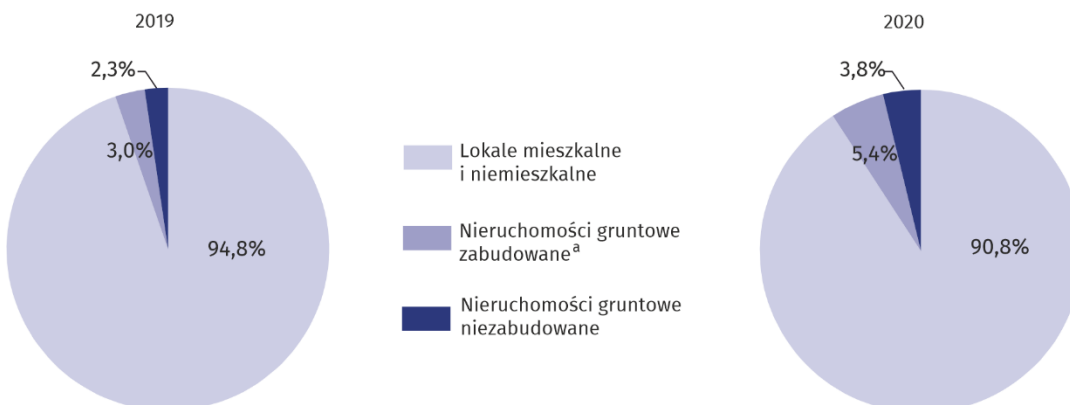 2019
2020
2,3%
3,0%
94,8%
Lokale mieszkalne
i niemieszkalne
Nieruchomości gruntowe
zabudowaneᵃ
Nieruchomości gruntowe
niezabudowane
3,8%
5,4%
90,8%